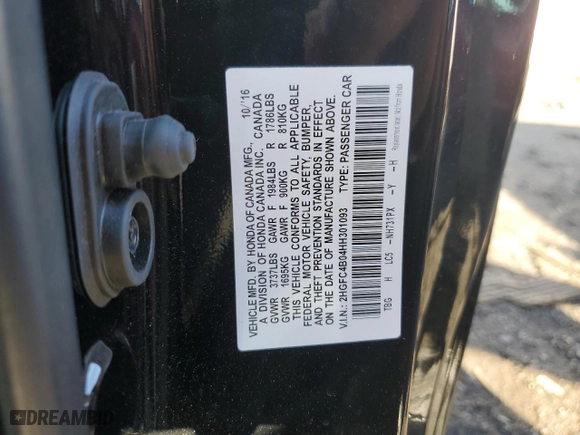 VEHICLE MFD. BY HONDA OF CANADA MFG., 10/'16
A DIVISION OF HONDA CANADA INC. CANADA
GVWR 3737LBS GAWR F 1984LBS R 1786LBS
GVWR 1695KG GAWR F 900KG R 810KG
THIS VEHICLE CONFORMS TO ALL APPLICABLE
FEDERAL MOTOR VEHICLE SAFETY, BUMPER,
AND THEFT PREVENTION STANDARDS IN EFFECT
ON THE DATE OF MANUFACTURE SHOWN ABOVE.
V.I.N.: 2HGFC4B04HH301093 TYPE: PASSENGER CAR
TBG H LC5 -NH731PX -Y -H
DREAMBID